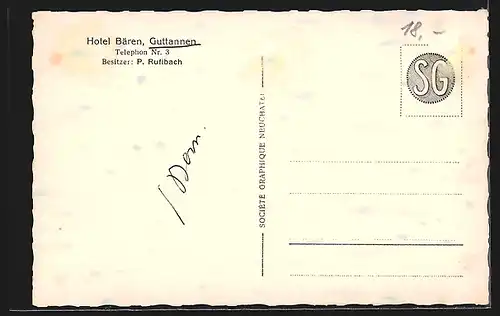 Hotel Bären, Guttannen
Telephon Nr. 3
Besitzer: P. Rufibach
18,-
SG
SOCIÉTÉ GRAPHIQUE NEUCHATEL